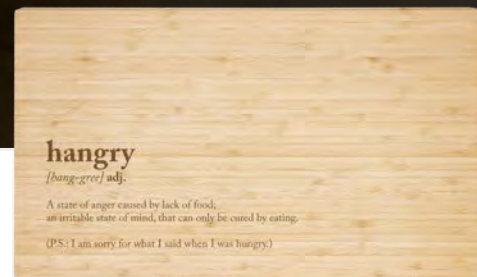 hangry
[hang-gree] adj.
A state of anger caused by lack of food;
an irritable state of mind, that can only be cured by eating.
(P.S.: I am sorry for what I said when I was hungry.)